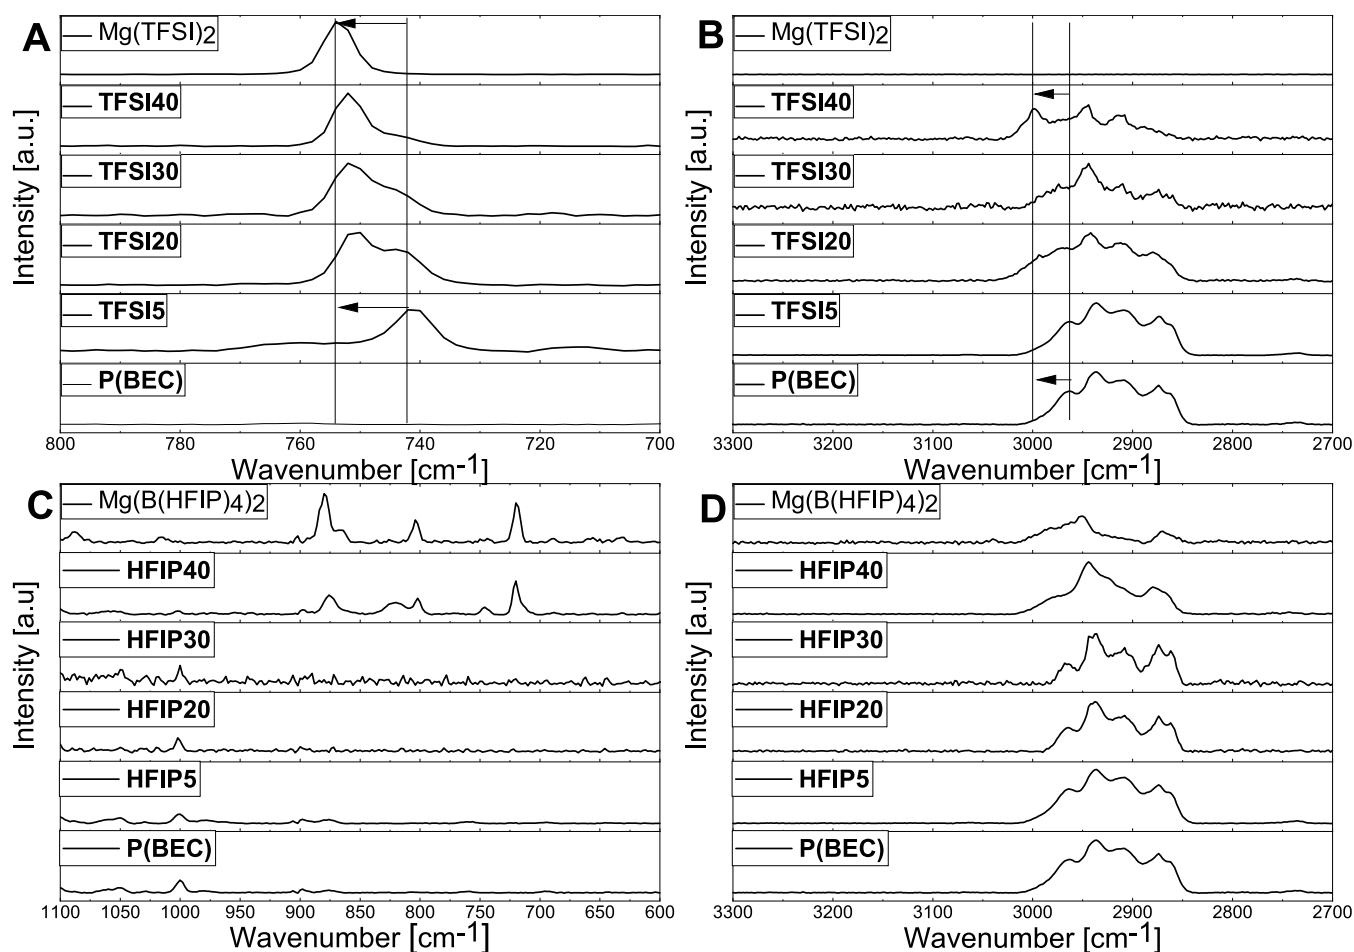 A
Mg(TFSI)2
TFSI40
TFSI30
TFSI20
TFSI5
P(BEC)
Intensity [a.u.]
800 780 760 740 720 700
Wavenumber [cm-1]
B
Mg(TFSI)2
TFSI40
TFSI30
TFSI20
TFSI5
P(BEC)
Intensity [a.u.]
3300 3200 3100 3000 2900 2800 2700
Wavenumber [cm-1]
C
Mg(B(HFIP)4)2
HFIP40
HFIP30
HFIP20
HFIP5
P(BEC)
Intensity [a.u]
1100 1050 1000 950 900 850 800 750 700 650 600
Wavenumber [cm-1]
D
Mg(B(HFIP)4)2
HFIP40
HFIP30
HFIP20
HFIP5
P(BEC)
Intensity [a.u]
3300 3200 3100 3000 2900 2800 2700
Wavenumber [cm-1]